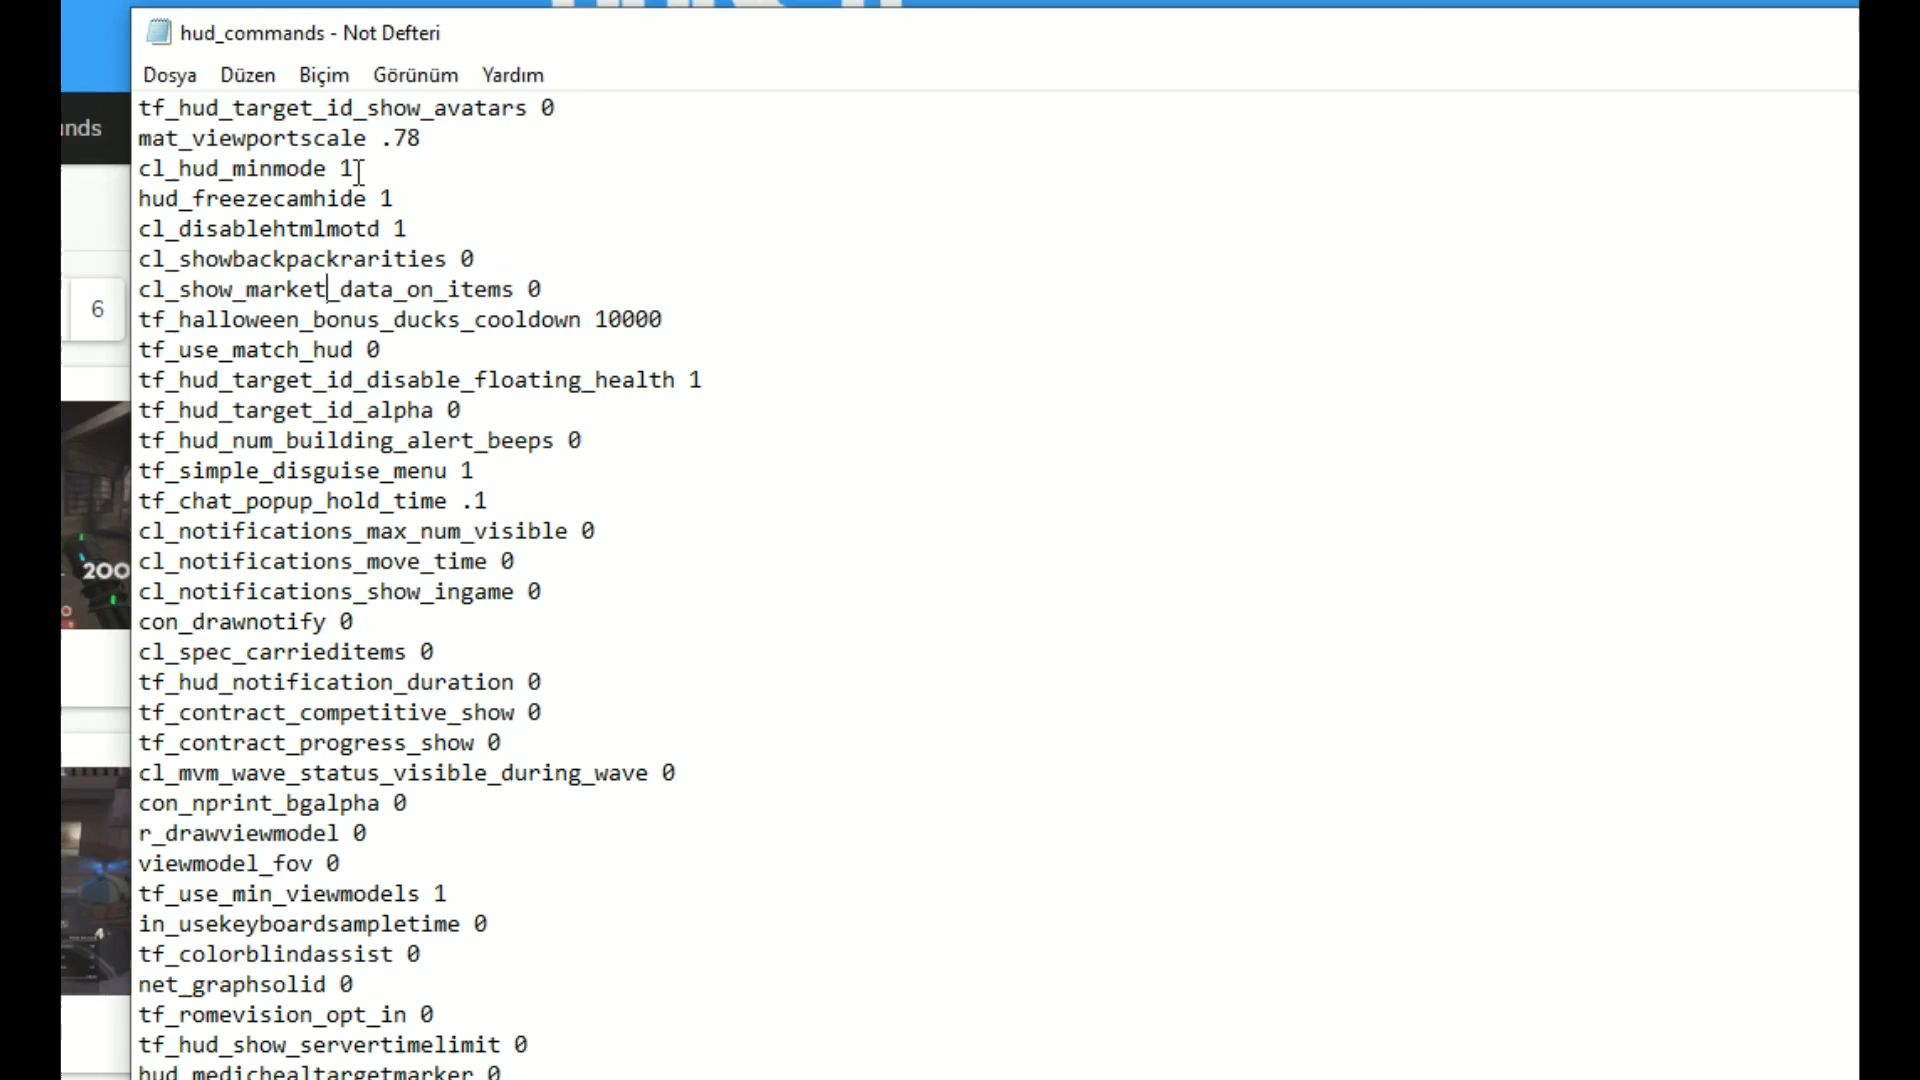 hud_commands - Not Defteri
Dosya Düzen Biçim Görünüm Yardım
tf_hud_target_id_show_avatars 0
mat_viewportscale .78
cl_hud_minmode 1
hud_freezecamhide 1
cl_disablehtmlmotd 1
cl_showbackpackrarities 0
cl_show_market_data_on_items 0
tf_halloween_bonus_ducks_cooldown 10000
tf_use_match_hud 0
tf_hud_target_id_disable_floating_health 1
tf_hud_target_id_alpha 0
tf_hud_num_building_alert_beeps 0
tf_simple_disguise_menu 1
tf_chat_popup_hold_time .1
cl_notifications_max_num_visible 0
cl_notifications_move_time 0
cl_notifications_show_ingame 0
con_drawnotify 0
cl_spec_carrieditems 0
tf_hud_notification_duration 0
tf_contract_competitive_show 0
tf_contract_progress_show 0
cl_mvm_wave_status_visible_during_wave 0
con_nprint_bgalpha 0
r_drawviewmodel 0
viewmodel_fov 0
tf_use_min_viewmodels 1
in_usekeyboardsampletime 0
tf_colorblindassist 0
net_graphsolid 0
tf_romevision_opt_in 0
tf_hud_show_servertimelimit 0
hud_medichealtargetmarker 0
unds
6
200
4